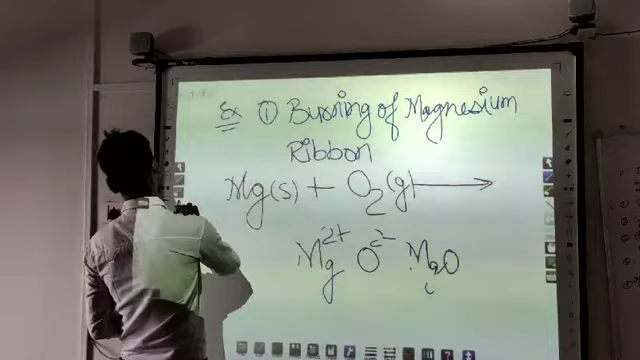 Ex ① Burning of Magnesium
Ribbon
Mg(s) + O₂(g) →
Mg²⁺ O²⁻ MgO